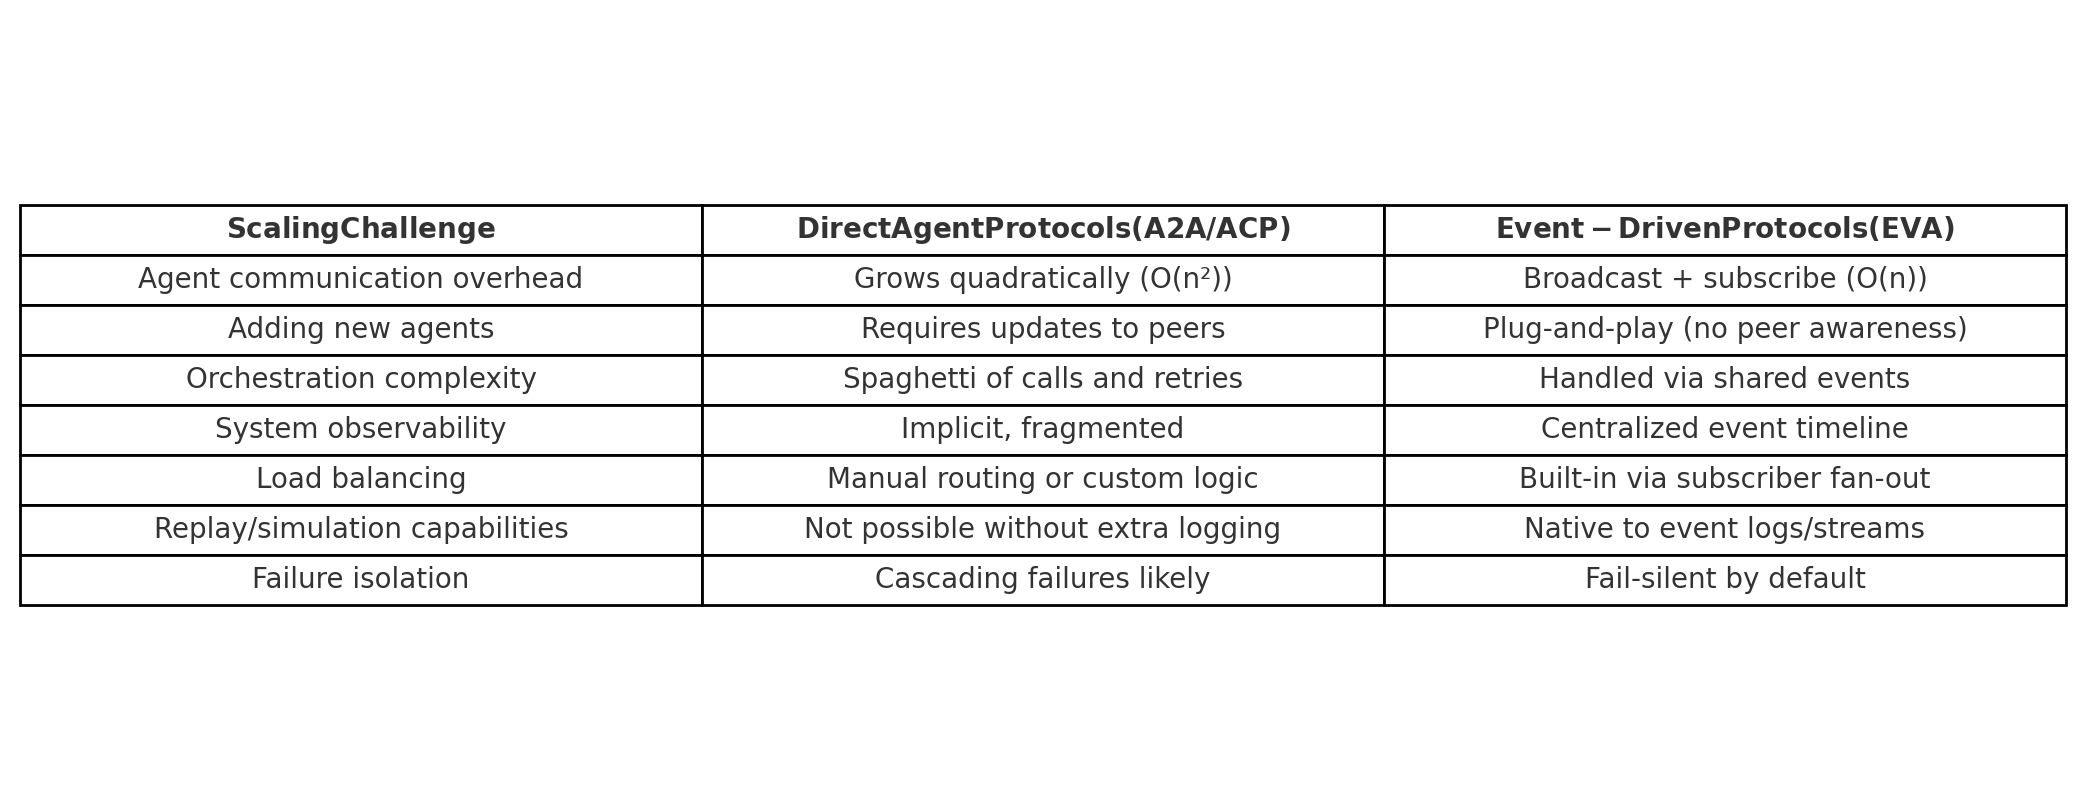 ScalingChallenge DirectAgentProtocols(A2A/ACP) Event–DrivenProtocols(EVA)
Agent communication overhead Grows quadratically (O(n²)) Broadcast + subscribe (O(n))
Adding new agents Requires updates to peers Plug-and-play (no peer awareness)
Orchestration complexity Spaghetti of calls and retries Handled via shared events
System observability Implicit, fragmented Centralized event timeline
Load balancing Manual routing or custom logic Built-in via subscriber fan-out
Replay/simulation capabilities Not possible without extra logging Native to event logs/streams
Failure isolation Cascading failures likely Fail-silent by default